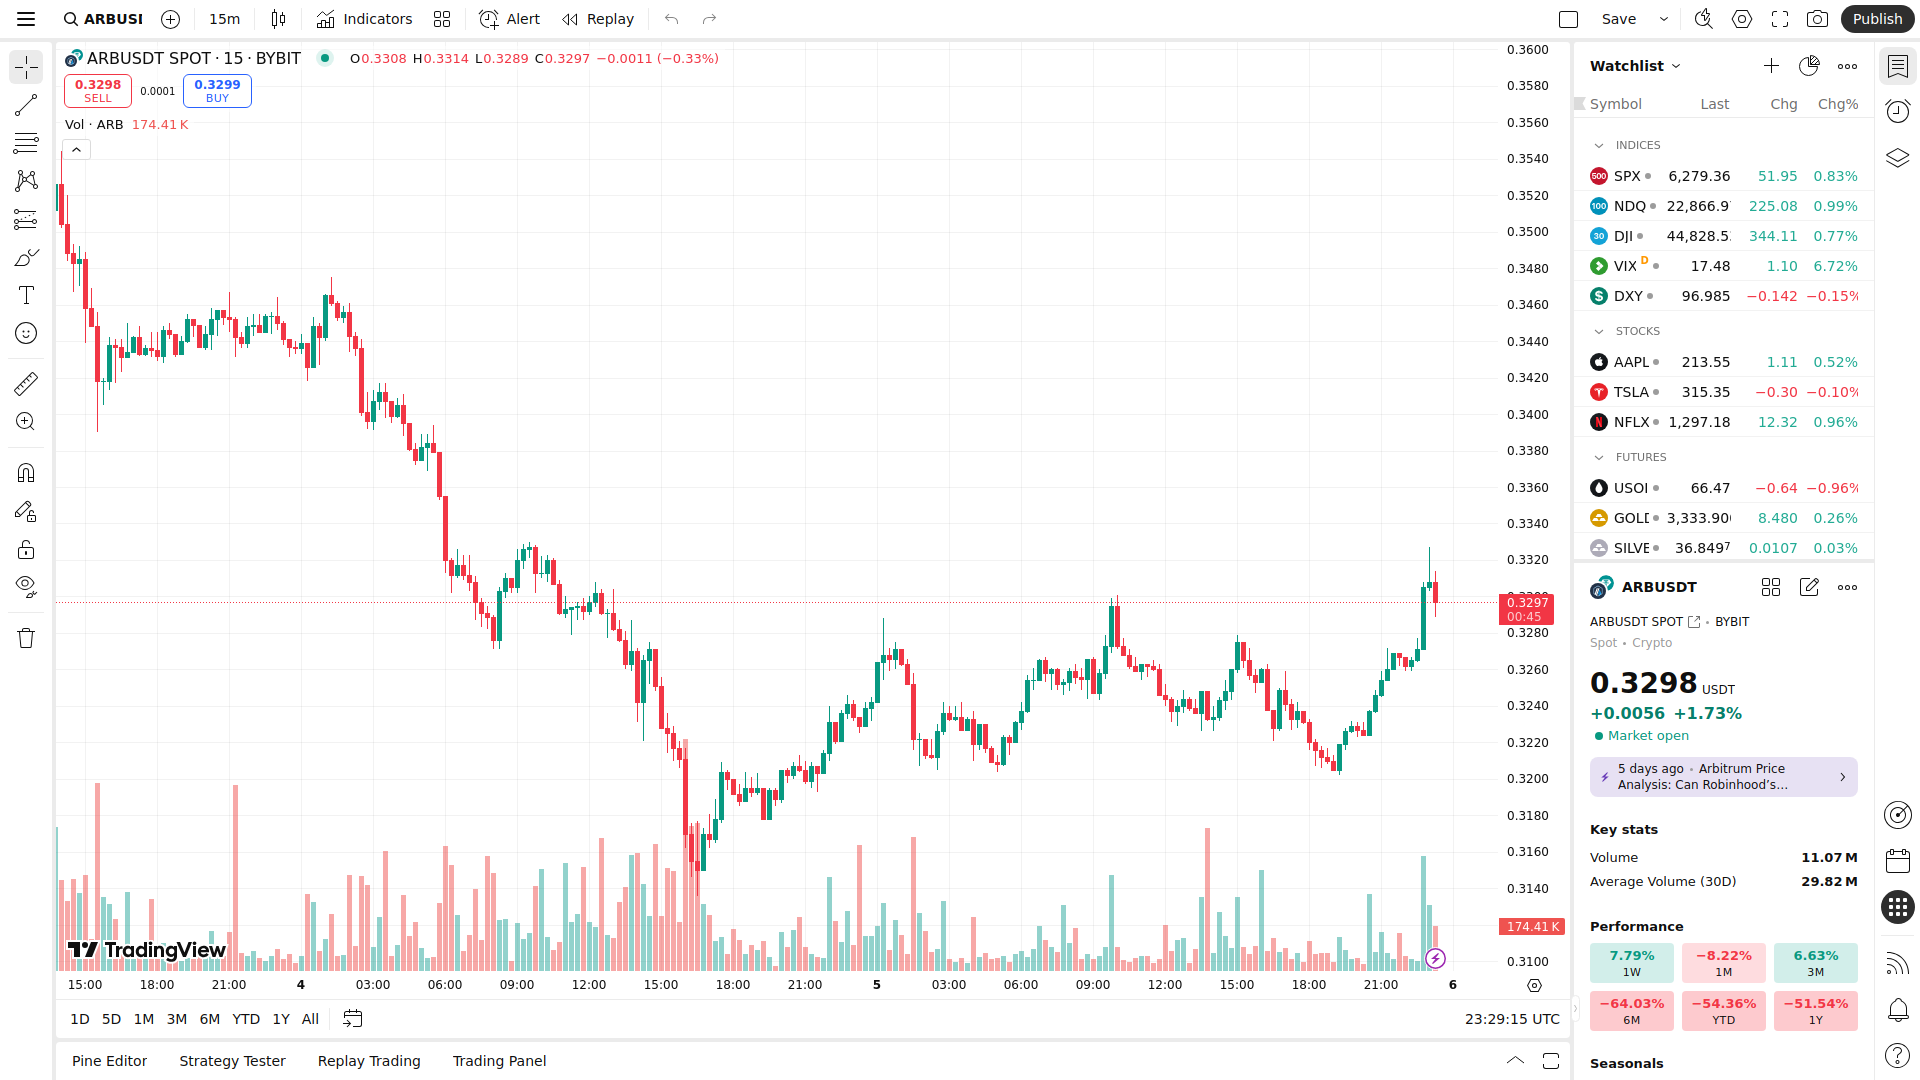 ARBUSI 15m Indicators Alert Replay Save Publish
ARBUSDT SPOT · 15 · BYBIT O0.3308 H0.3314 L0.3289 C0.3297 −0.0011 (−0.33%)
0.3298 SELL 0.0001 0.3299 BUY
Vol · ARB 174.41 K
0.3600
0.3580
0.3560
0.3540
0.3520
0.3500
0.3480
0.3460
0.3440
0.3420
0.3400
0.3380
0.3360
0.3340
0.3320
0.3297
00:45
0.3280
0.3260
0.3240
0.3220
0.3200
0.3180
0.3160
0.3140
174.41 K
0.3100
TradingView
15:00 18:00 21:00 4 03:00 06:00 09:00 12:00 15:00 18:00 21:00 5 03:00 06:00 09:00 12:00 15:00 18:00 21:00 6
1D 5D 1M 3M 6M YTD 1Y All 23:29:15 UTC
Pine Editor Strategy Tester Replay Trading Trading Panel
Watchlist
Symbol Last Chg Chg%
INDICES
500 SPX 6,279.36 51.95 0.83%
100 NDQ 22,866.9 225.08 0.99%
30 DJI 44,828.5 344.11 0.77%
VIX D 17.48 1.10 6.72%
DXY 96.985 −0.142 −0.15%
STOCKS
AAPL 213.55 1.11 0.52%
TSLA 315.35 −0.30 −0.10%
NFLX 1,297.18 12.32 0.96%
FUTURES
USOI 66.47 −0.64 −0.96%
GOLD 3,333.90 8.480 0.26%
SILVE 36.8497 0.0107 0.03%
ARBUSDT
ARBUSDT SPOT • BYBIT
Spot • Crypto
0.3298 USDT
+0.0056 +1.73%
Market open
5 days ago • Arbitrum Price
Analysis: Can Robinhood’s…
Key stats
Volume 11.07 M
Average Volume (30D) 29.82 M
Performance
7.79% −8.22% 6.63%
1W 1M 3M
−64.03% −54.36% −51.54%
6M YTD 1Y
Seasonals